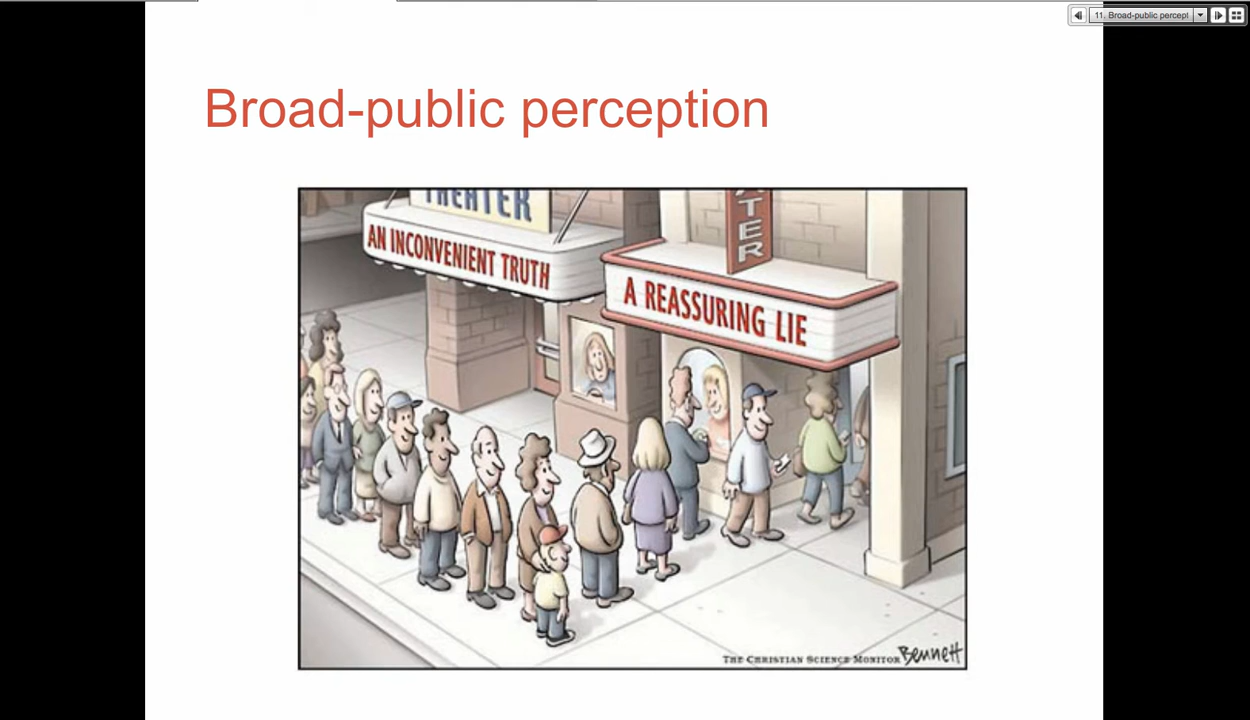 11. Broad-public percept
Broad-public perception
THEATER
AN INCONVENIENT TRUTH
ATER
A REASSURING LIE
THE CHRISTIAN SCIENCE MONITOR Bennett